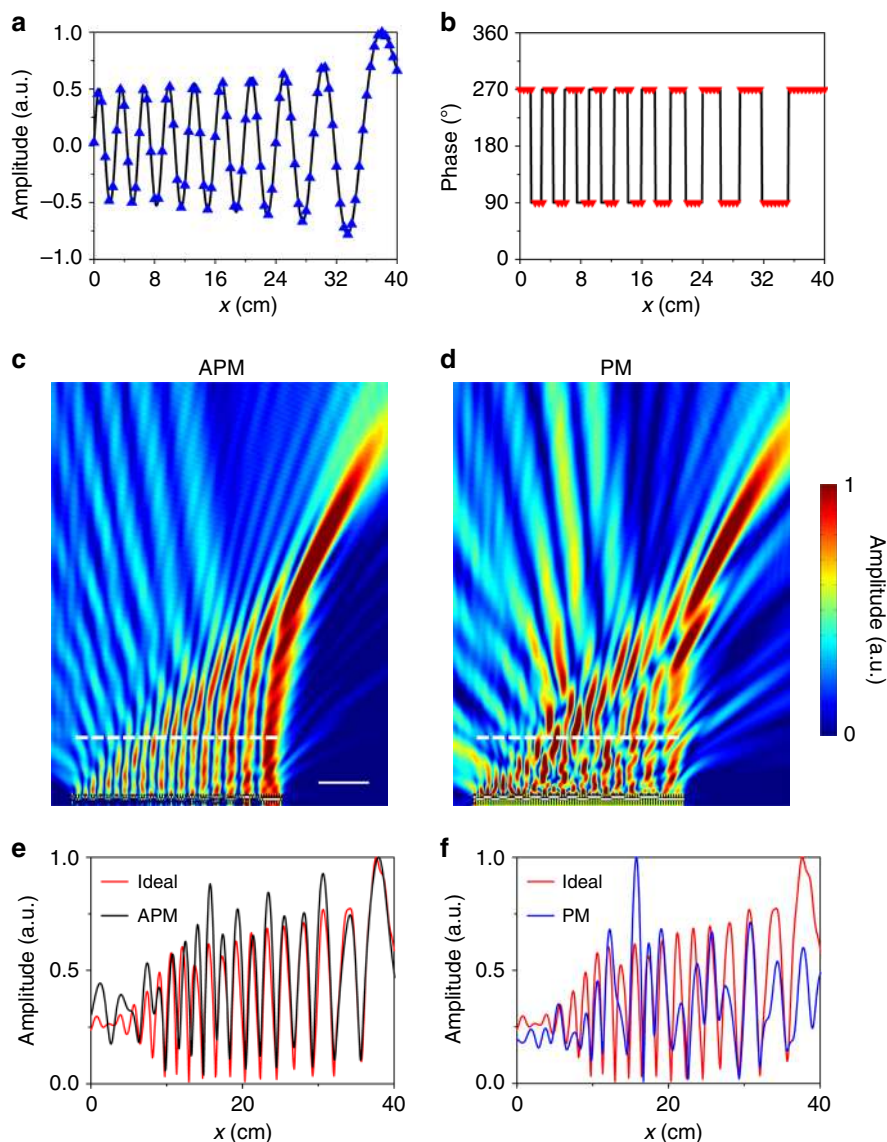 a
1.0
0.5
0.0
−0.5
−1.0
Amplitude (a.u.)
0 8 16 24 32 40
x (cm)
b
360
270
180
90
0
Phase (°)
0 8 16 24 32 40
x (cm)
c
APM
d
PM
1
0
Amplitude (a.u.)
e
1.0
0.5
0.0
Amplitude (a.u.)
Ideal
APM
0 20 40
x (cm)
f
1.0
0.5
0.0
Amplitude (a.u.)
Ideal
PM
0 20 40
x (cm)